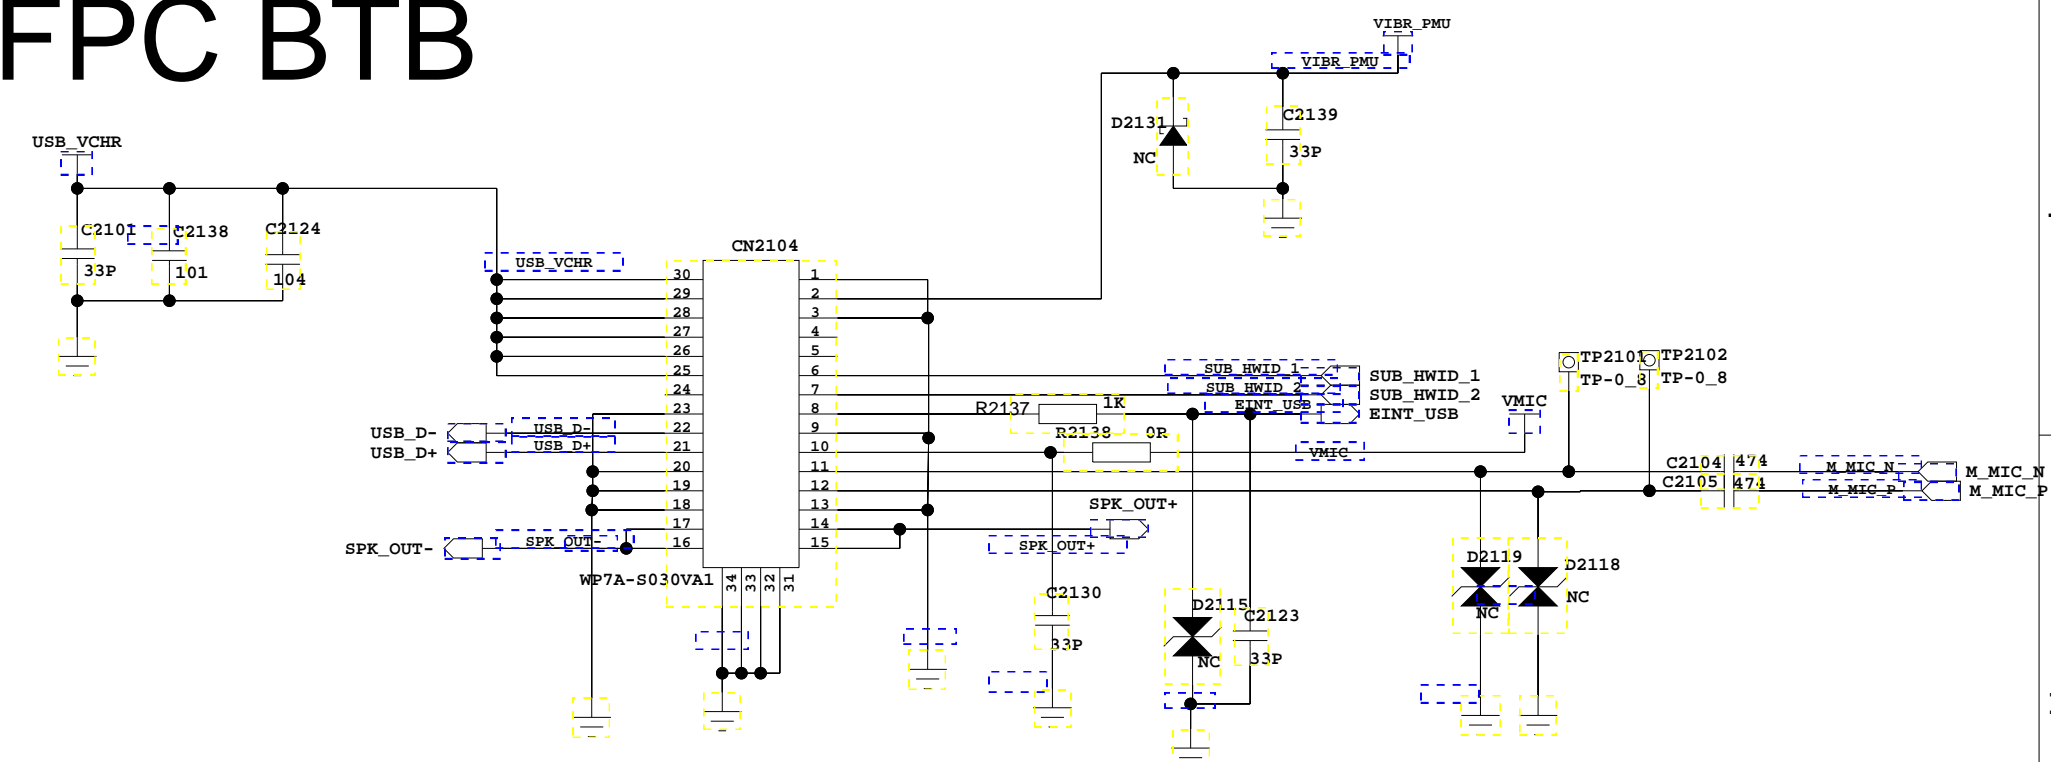 FPC BTB
VIBR_PMU
VIBR_PMU
D2131
NC
C2139
33P
USB_VCHR
C2101
33P
C2138
101
C2124
104
USB_VCHR
CN2104
30 1
29 2
28 3
27 4
26 5
25 6
24 7
23 8
22 9
21 10
20 11
19 12
18 13
17 14
16 15
34 33 32 31
WP7A-S030VA1
USB_D- USB_D-
USB_D+ USB_D+
SPK_OUT- SPK_OUT-
SUB_HWID_1 SUB_HWID_1
SUB_HWID_2 SUB_HWID_2
R2137 1K EINT_USB EINT_USB
R2138 0R
VMIC
VMIC
TP2101
TP-0_8
TP2102
TP-0_8
C2104 474 M_MIC_N M_MIC_N
C2105 474 M_MIC_P M_MIC_P
SPK_OUT+
SPK_OUT+
C2130
33P
D2115
NC
C2123
33P
D2119
NC
D2118
NC